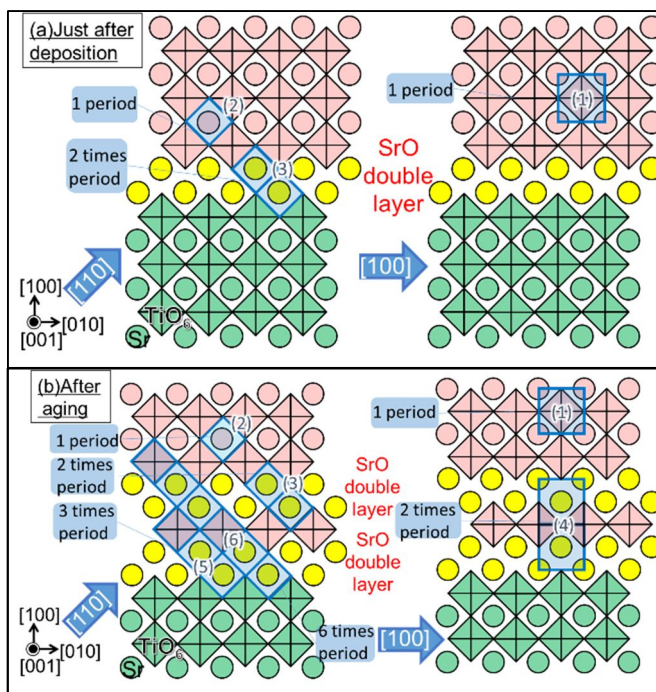 (a)Just after
deposition
1 period
(2)
2 times
period
(3)
[110]
[100]
[010]
[001]
TiO6
Sr
SrO
double
layer
[100]
1 period
(1)
(b)After
aging
1 period
(2)
2 times
period
(3)
3 times
period
(6)
(5)
[110]
[100]
[010]
[001]
TiO6
Sr
SrO
double layer
SrO
double layer
6 times
period
[100]
1 period
(1)
2 times
period
(4)